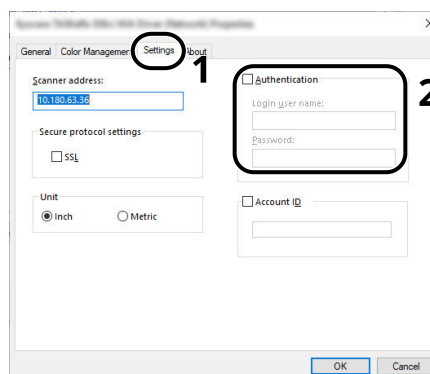 General Color Management Settings About
1
Scanner address:
10.180.63.36
Secure protocol settings
SSL
Unit
Inch Metric
Authentication
2
Login user name:
Password:
Account ID
OK Cancel